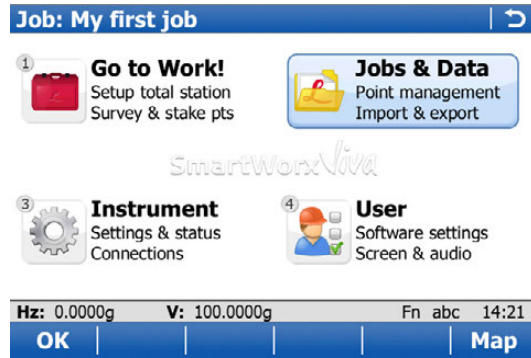 Job: My first job
1
Go to Work!
Setup total station
Survey & stake pts
Jobs & Data
Point management
Import & export
SmartWorx Viva
3
Instrument
Settings & status
Connections
4
User
Software settings
Screen & audio
Hz: 0.0000g V: 100.0000g Fn abc 14:21
OK Map